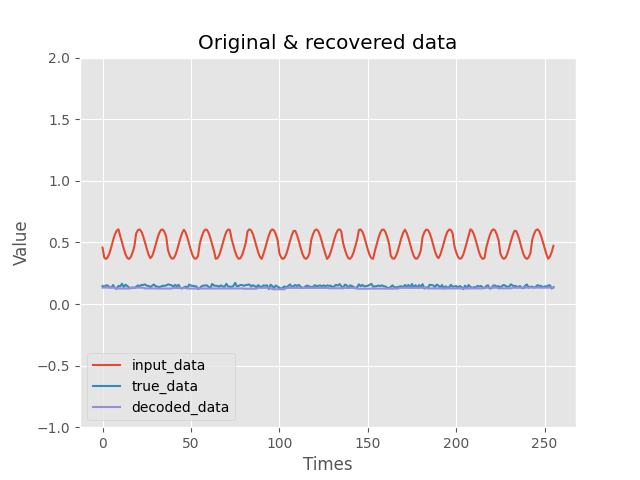 Original & recovered data
2.0
1.5
1.0
0.5
0.0
−0.5
−1.0
Value
input_data
true_data
decoded_data
0 50 100 150 200 250
Times